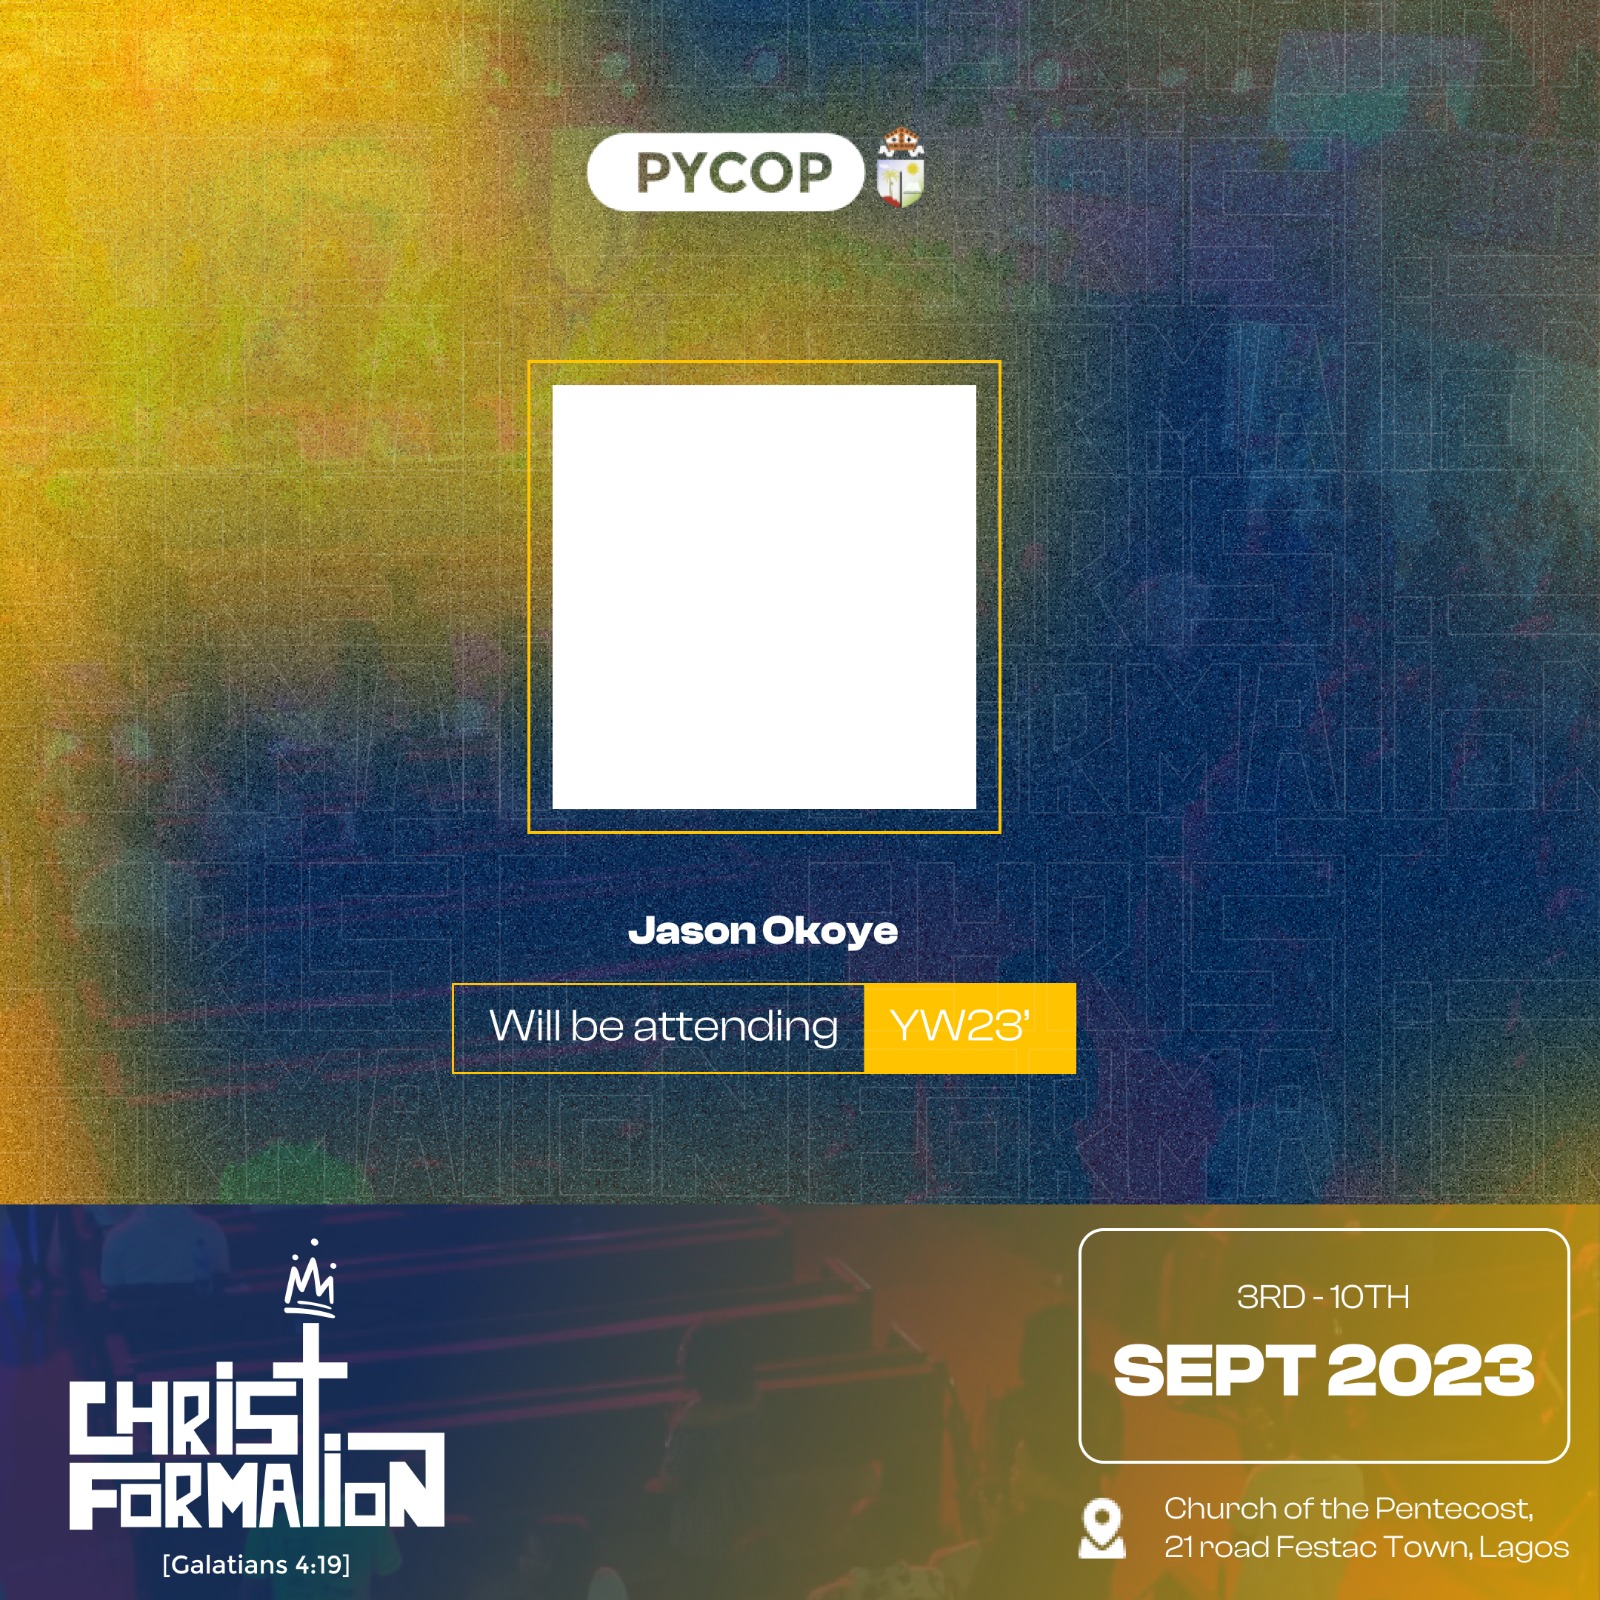 PYCOP
Jason Okoye
Will be attending YW23’
CHRIST
FORMATION
[Galatians 4:19]
3RD - 10TH
SEPT 2023
Church of the Pentecost,
21 road Festac Town, Lagos